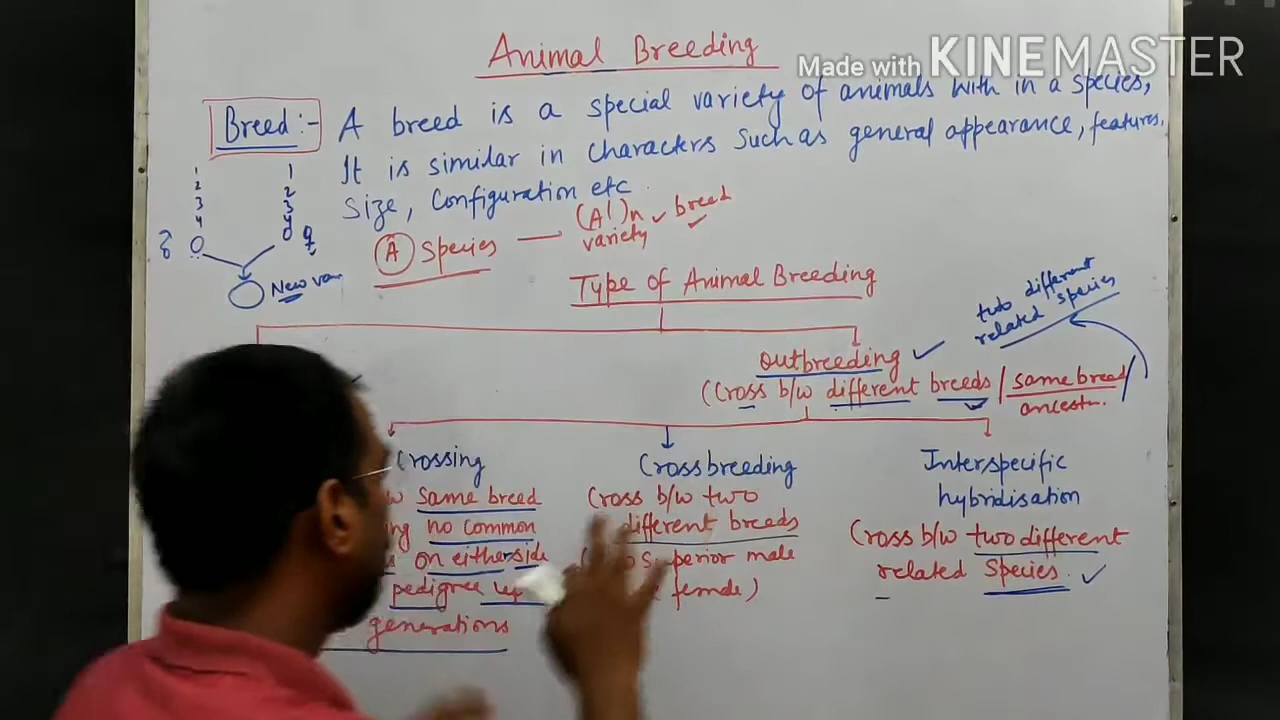 Animal Breeding
Made with KINEMASTER
Breed :- A breed is a special variety of animals with in a species,
It is similar in characters such as general appearance, features,
size, configuration etc.
1 1
2 2
3 3
4 4
♂ ♀
New var
(A) species — (A')n ✓ breed
variety ✓
Type of Animal Breeding
outbreeding ✓
two different
related species
(Cross b/w different breeds / same breed /
ancestr.
Crossing
same breed
no common
on either side
pedigree up
generations
Crossbreeding
Cross b/w two
different breeds
superior male
female)
Interspecific
hybridisation
(Cross b/w two different
related species. ✓